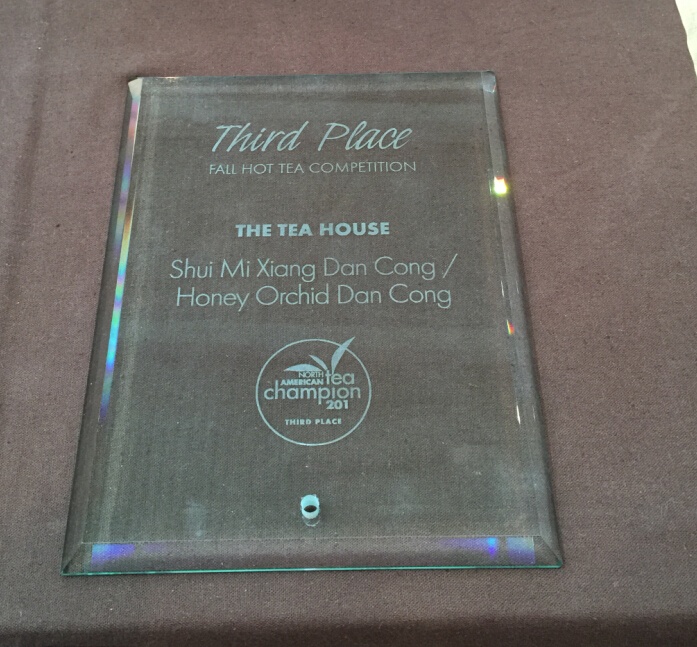 Third Place
FALL HOT TEA COMPETITION
THE TEA HOUSE
Shui Mi Xiang Dan Cong /
Honey Orchid Dan Cong
NORTH
AMERICAN tea
champion
201
THIRD PLACE